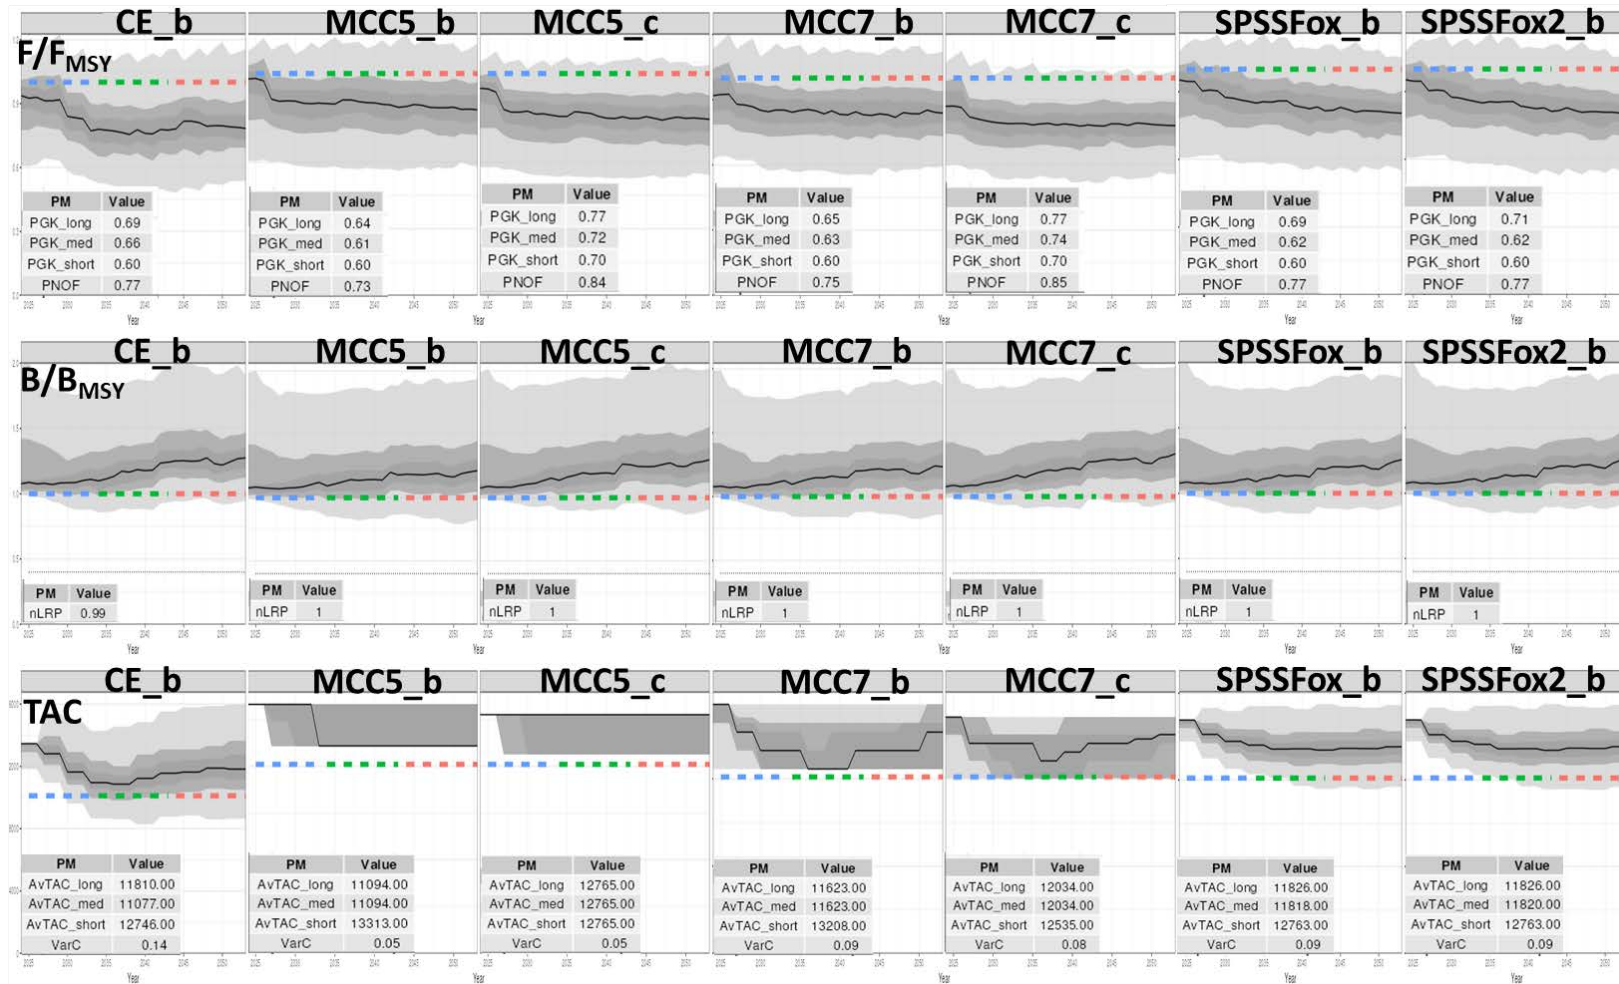 CE_b MCC5_b MCC5_c MCC7_b MCC7_c SPSSFox_b SPSSFox2_b
F/FMSY
PM Value PM Value PM Value PM Value PM Value PM Value PM Value
PGK_long 0.69 PGK_long 0.64 PGK_long 0.77 PGK_long 0.65 PGK_long 0.77 PGK_long 0.69 PGK_long 0.71
PGK_med 0.66 PGK_med 0.61 PGK_med 0.72 PGK_med 0.63 PGK_med 0.74 PGK_med 0.62 PGK_med 0.62
PGK_short 0.60 PGK_short 0.60 PGK_short 0.70 PGK_short 0.60 PGK_short 0.70 PGK_short 0.60 PGK_short 0.60
PNOF 0.77 PNOF 0.73 PNOF 0.84 PNOF 0.75 PNOF 0.85 PNOF 0.77 PNOF 0.77
Year Year Year Year Year Year Year
CE_b MCC5_b MCC5_c MCC7_b MCC7_c SPSSFox_b SPSSFox2_b
B/BMSY
PM Value PM Value PM Value PM Value PM Value PM Value PM Value
nLRP 0.99 nLRP 1 nLRP 1 nLRP 1 nLRP 1 nLRP 1 nLRP 1
Year Year Year Year Year Year Year
CE_b MCC5_b MCC5_c MCC7_b MCC7_c SPSSFox_b SPSSFox2_b
TAC
PM Value PM Value PM Value PM Value PM Value PM Value PM Value
AvTAC_long 11810.00 AvTAC_long 11094.00 AvTAC_long 12765.00 AvTAC_long 11623.00 AvTAC_long 12034.00 AvTAC_long 11826.00 AvTAC_long 11826.00
AvTAC_med 11077.00 AvTAC_med 11094.00 AvTAC_med 12765.00 AvTAC_med 11623.00 AvTAC_med 12034.00 AvTAC_med 11818.00 AvTAC_med 11820.00
AvTAC_short 12746.00 AvTAC_short 13313.00 AvTAC_short 12765.00 AvTAC_short 13208.00 AvTAC_short 12535.00 AvTAC_short 12763.00 AvTAC_short 12763.00
VarC 0.14 VarC 0.05 VarC 0.05 VarC 0.09 VarC 0.08 VarC 0.09 VarC 0.09
Year Year Year Year Year Year Year